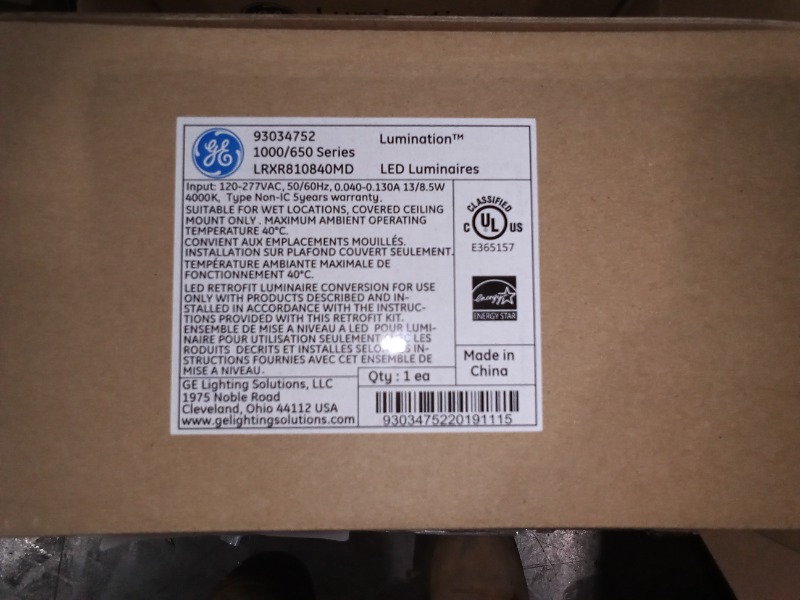 GE
93034752
1000/650 Series
LRXR810840MD
Lumination™
LED Luminaires
Input: 120-277VAC, 50/60Hz, 0.040-0.130A 13/8.5W
4000K, Type Non-IC 5years warranty.
SUITABLE FOR WET LOCATIONS, COVERED CEILING
MOUNT ONLY . MAXIMUM AMBIENT OPERATING
TEMPERATURE 40°C.
CONVIENT AUX EMPLACEMENTS MOUILLÉS.
INSTALLATION SUR PLAFOND COUVERT SEULEMENT.
TEMPÉRATURE AMBIANTE MAXIMALE DE
FONCTIONNEMENT 40°C.
LED RETROFIT LUMINAIRE CONVERSION FOR USE
ONLY WITH PRODUCTS DESCRIBED AND IN-
STALLED IN ACCORDANCE WITH THE INSTRUC-
TIONS PROVIDED WITH THIS RETROFIT KIT.
ENSEMBLE DE MISE A NIVEAU A LED POUR LUMI-
NAIRE POUR UTILISATION SEULEMENT LES
RODUITS DECRITS ET INSTALLES IN-
STRUCTIONS FOURNIES AVEC CET ENSEMBLE DE
MISE A NIVEAU.
CLASSIFIED
C UL US
E365157
energy
ENERGY STAR
Made in
China
Qty : 1 ea
GE Lighting Solutions, LLC
1975 Noble Road
Cleveland, Ohio 44112 USA
www.gelightingsolutions.com
9303475220191115